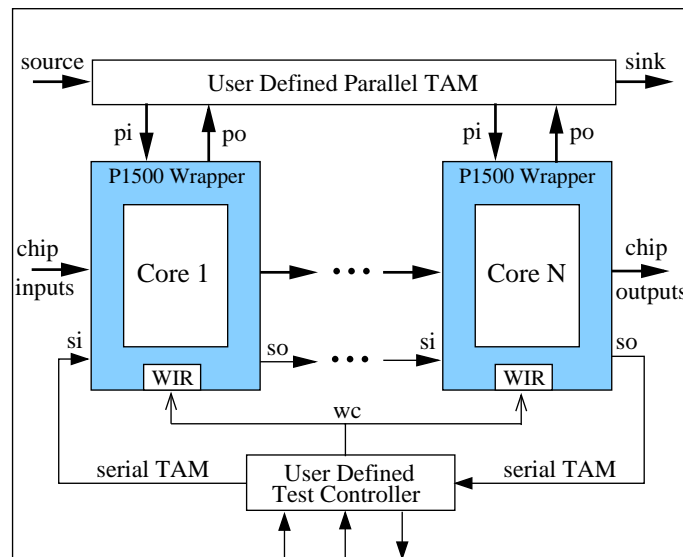 source
User Defined Parallel TAM
sink
pi
po
pi
po
P1500 Wrapper
P1500 Wrapper
chip
inputs
Core 1
•••
Core N
chip
outputs
si
so
•••
si
so
WIR
WIR
wc
serial TAM
User Defined
Test Controller
serial TAM